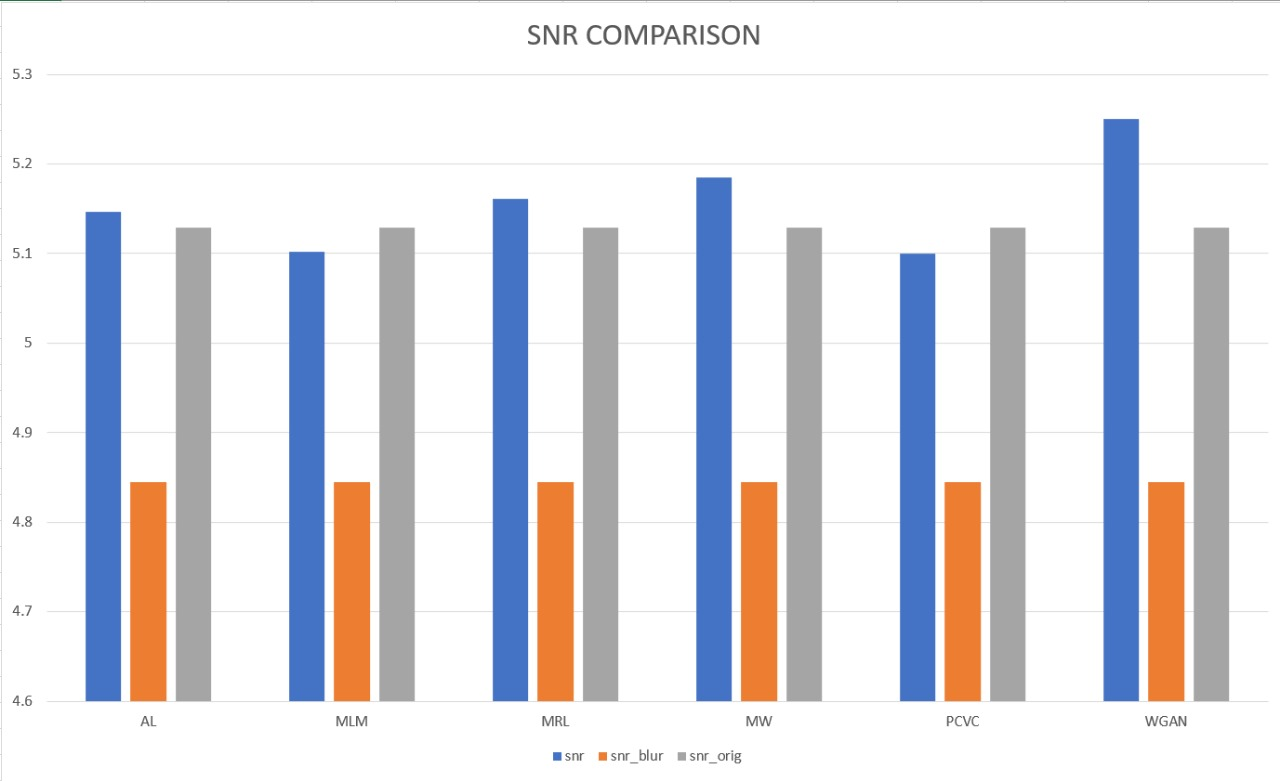 SNR COMPARISON
5.3
5.2
5.1
5
4.9
4.8
4.7
4.6
AL MLM MRL MW PCVC WGAN
snr snr_blur snr_orig